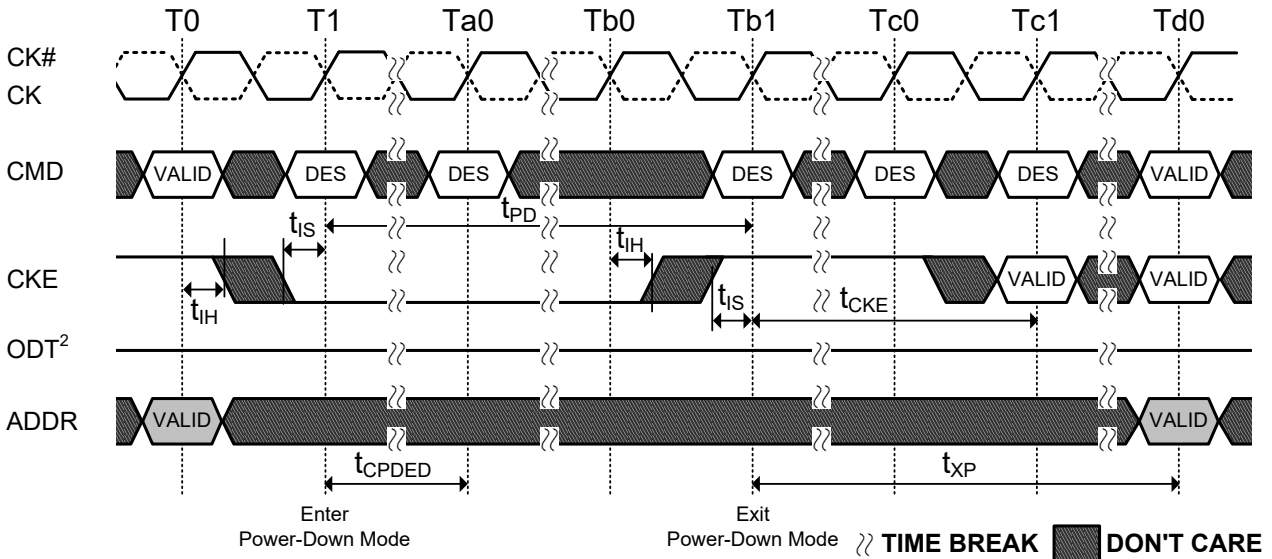 T0 T1 Ta0 Tb0 Tb1 Tc0 Tc1 Td0
CK#
CK
CMD VALID DES DES DES DES DES VALID
tPD
tIS tIH
CKE VALID VALID
tIH tIS tCKE
ODT2
ADDR VALID VALID
tCPDED tXP
Enter
Power-Down Mode
Exit
Power-Down Mode
TIME BREAK DON'T CARE